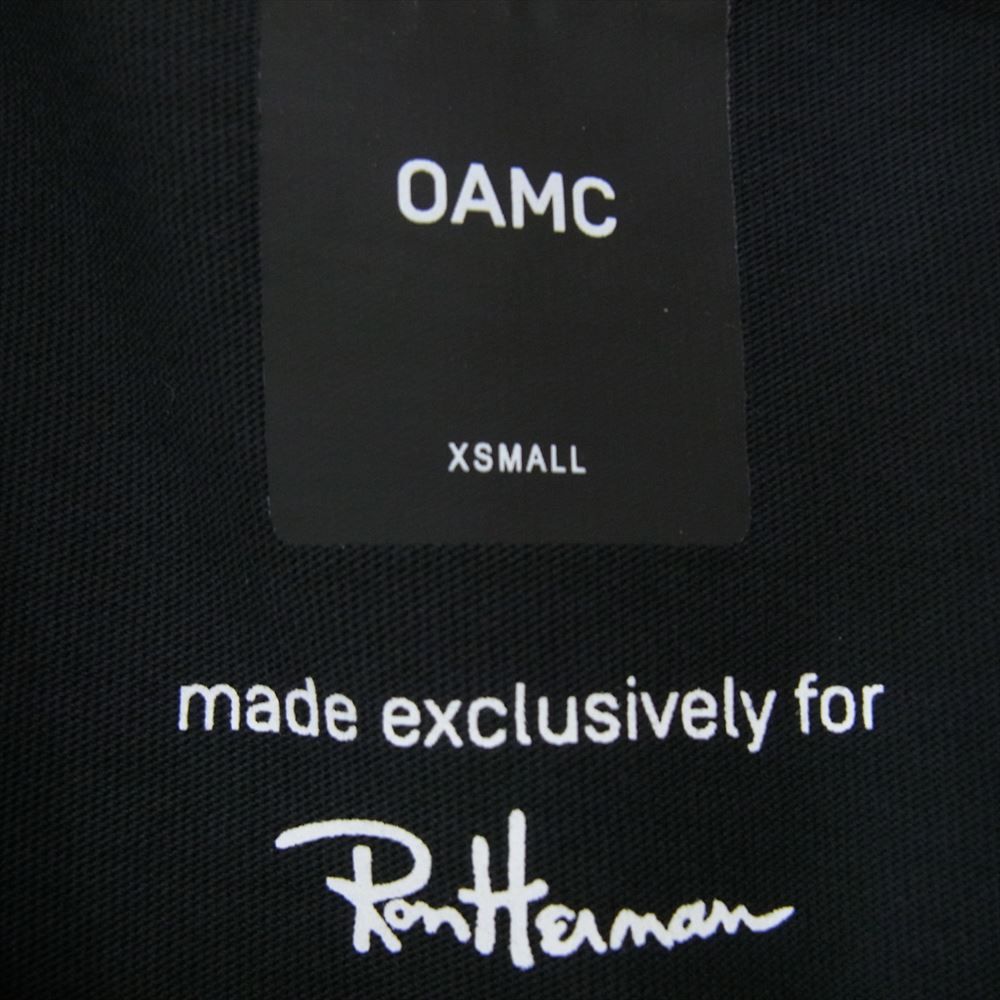 OAMC
XSMALL
made exclusively for
Ron Herman